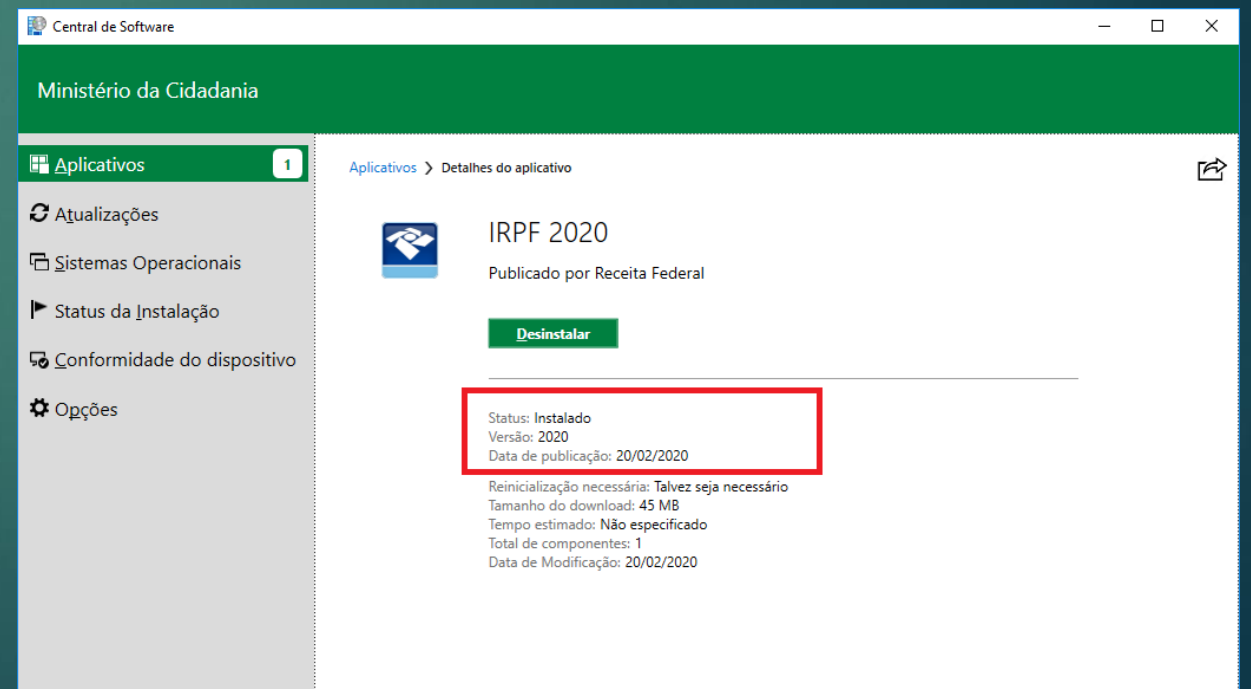 Central de Software
Ministério da Cidadania
Aplicativos 1
Atualizações
Sistemas Operacionais
Status da Instalação
Conformidade do dispositivo
Opções
Aplicativos ❯ Detalhes do aplicativo
IRPF 2020
Publicado por Receita Federal
Desinstalar
Status: Instalado
Versão: 2020
Data de publicação: 20/02/2020
Reinicialização necessária: Talvez seja necessário
Tamanho do download: 45 MB
Tempo estimado: Não especificado
Total de componentes: 1
Data de Modificação: 20/02/2020